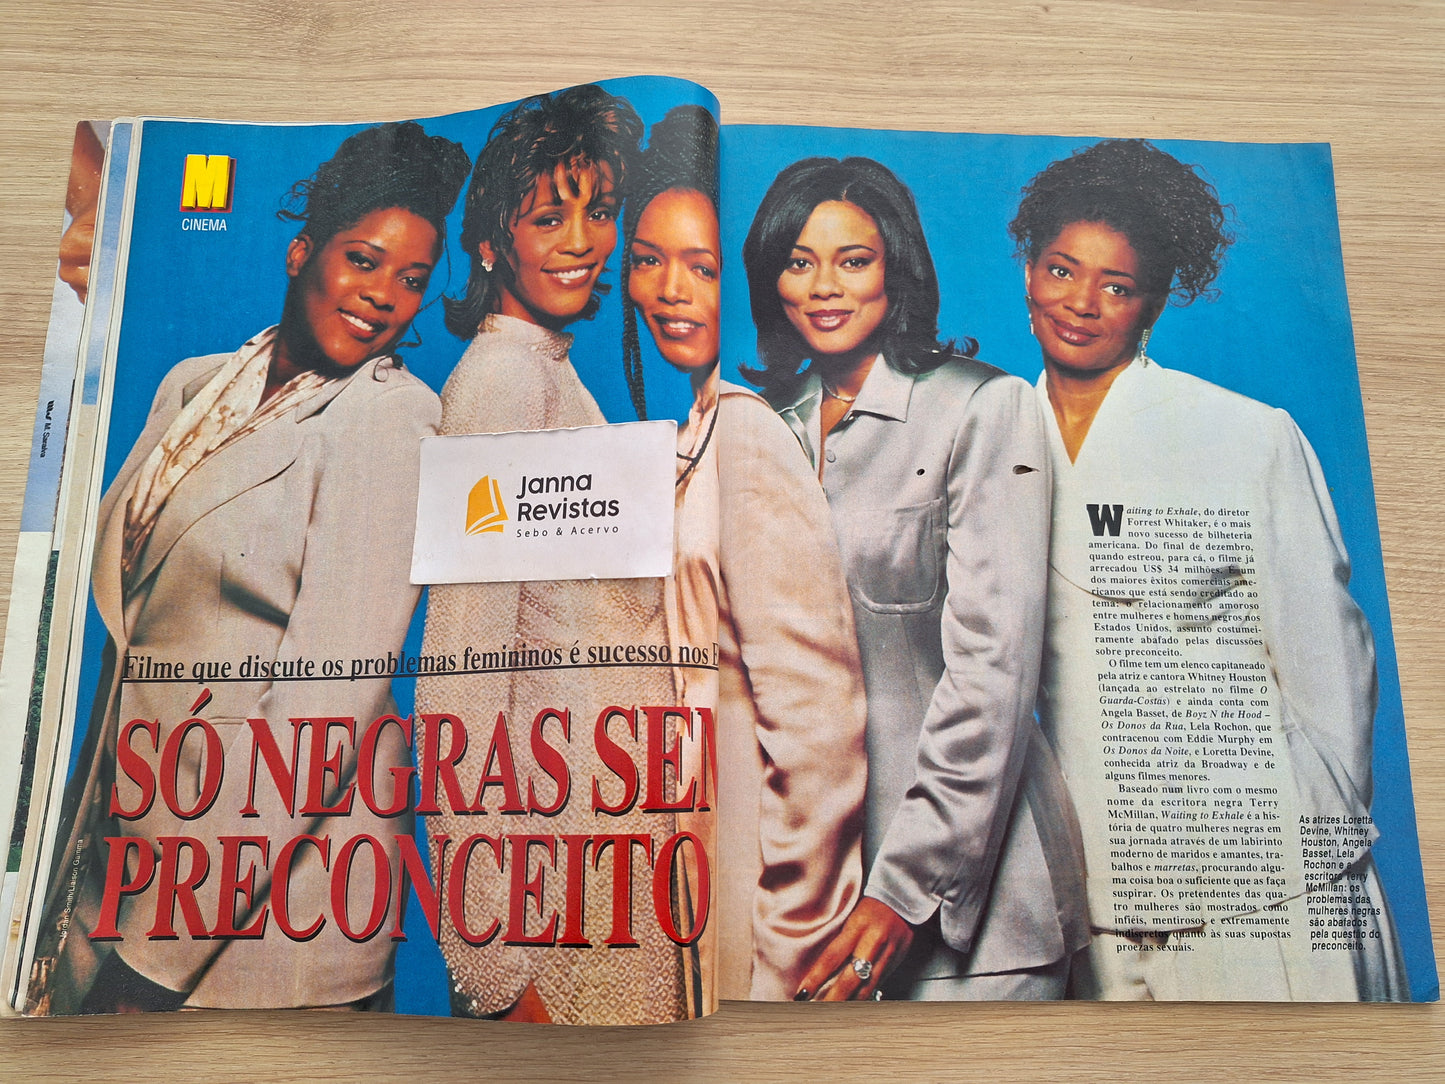 M
CINEMA
Janna
Revistas
Sebo & Acervo
Filme que discute os problemas femininos é sucesso nos
SÓ NEGRAS SEM
PRECONCEITO
Waiting to Exhale, do diretor
Forrest Whitaker, é o mais
novo sucesso de bilheteria
americana. Do final de dezembro,
quando estreou, para cá, o filme já
arrecadou US$ 34 milhões. É um
dos maiores êxitos comerciais ame-
ricanos que está sendo creditado ao
tema: o relacionamento amoroso
entre mulheres e homens negros nos
Estados Unidos, assunto costumei-
ramente abafado pelas discussões
sobre preconceito.
O filme tem um elenco capitaneado
pela atriz e cantora Whitney Houston
(lançada ao estrelato no filme O
Guarda-Costas) e ainda conta com
Angela Basset, de Boyz N the Hood –
Os Donos da Rua, Lela Rochon, que
contracenou com Eddie Murphy em
Os Donos da Noite, e Loretta Devine,
conhecida atriz da Broadway e de
alguns filmes menores.
Baseado num livro com o mesmo
nome da escritora negra Terry
McMillan, Waiting to Exhale é a his-
tória de quatro mulheres negras em
sua jornada através de um labirinto
moderno de maridos e amantes, tra-
balhos e marretas, procurando algu-
ma coisa boa o suficiente que as faça
suspirar. Os pretendentes das qua-
tro mulheres são mostrados como
infiéis, mentirosos e extremamente
indiscretos quanto às suas supostas
proezas sexuais.
As atrizes Loretta
Devine, Whitney
Houston, Angela
Basset, Lela
Rochon e a
escritora Terry
McMillan: os
problemas das
mulheres negras
são abafados
pela questão do
preconceito.